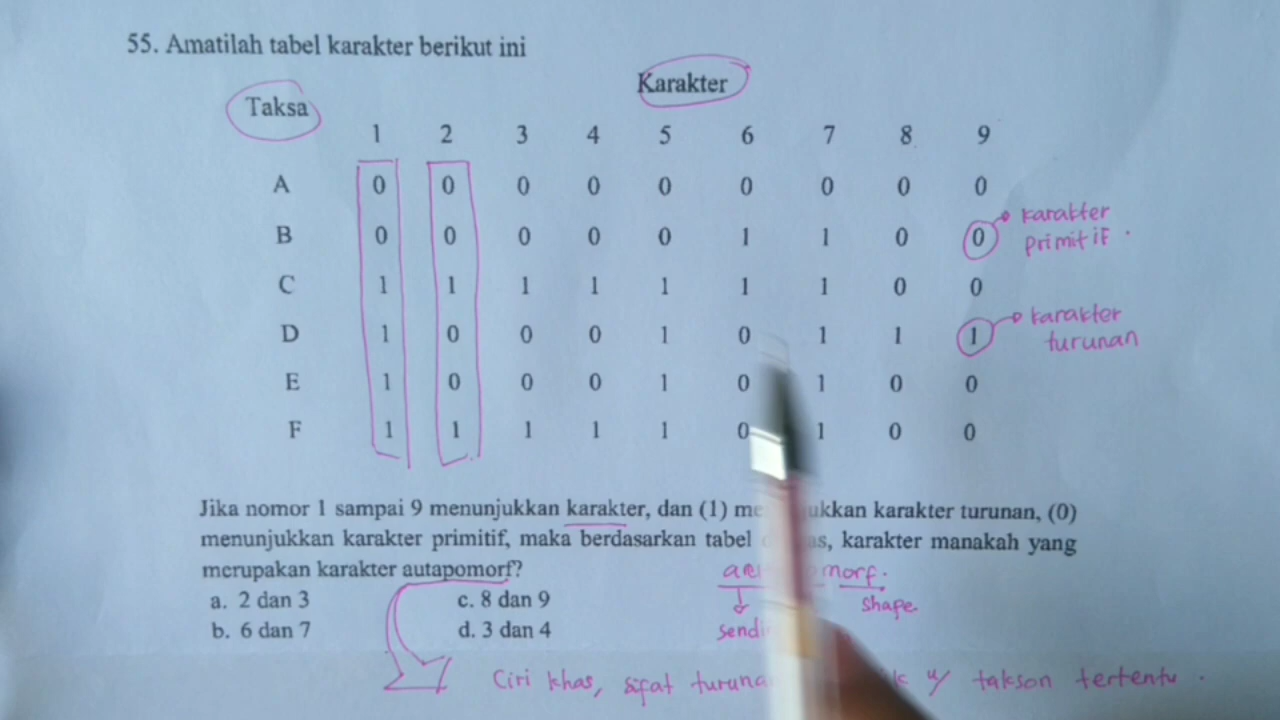 55. Amatilah tabel karakter berikut ini
Karakter
Taksa
1 2 3 4 5 6 7 8 9
A 0 0 0 0 0 0 0 0 0
B 0 0 0 0 0 1 1 0 0
karakter primitif.
C 1 1 1 1 1 1 1 0 0
D 1 0 0 0 1 0 1 1 1
karakter turunan
E 1 0 0 0 1 0 1 0 0
F 1 1 1 1 1 0 1 0 0
Jika nomor 1 sampai 9 menunjukkan karakter, dan (1) karakter turunan, (0)
menunjukkan karakter primitif, maka berdasarkan tabel karakter manakah yang
merupakan karakter autapomorf?
a. 2 dan 3 c. 8 dan 9
b. 6 dan 7 d. 3 dan 4
morf.
shape
Ciri khas, sifat takson tertentu.